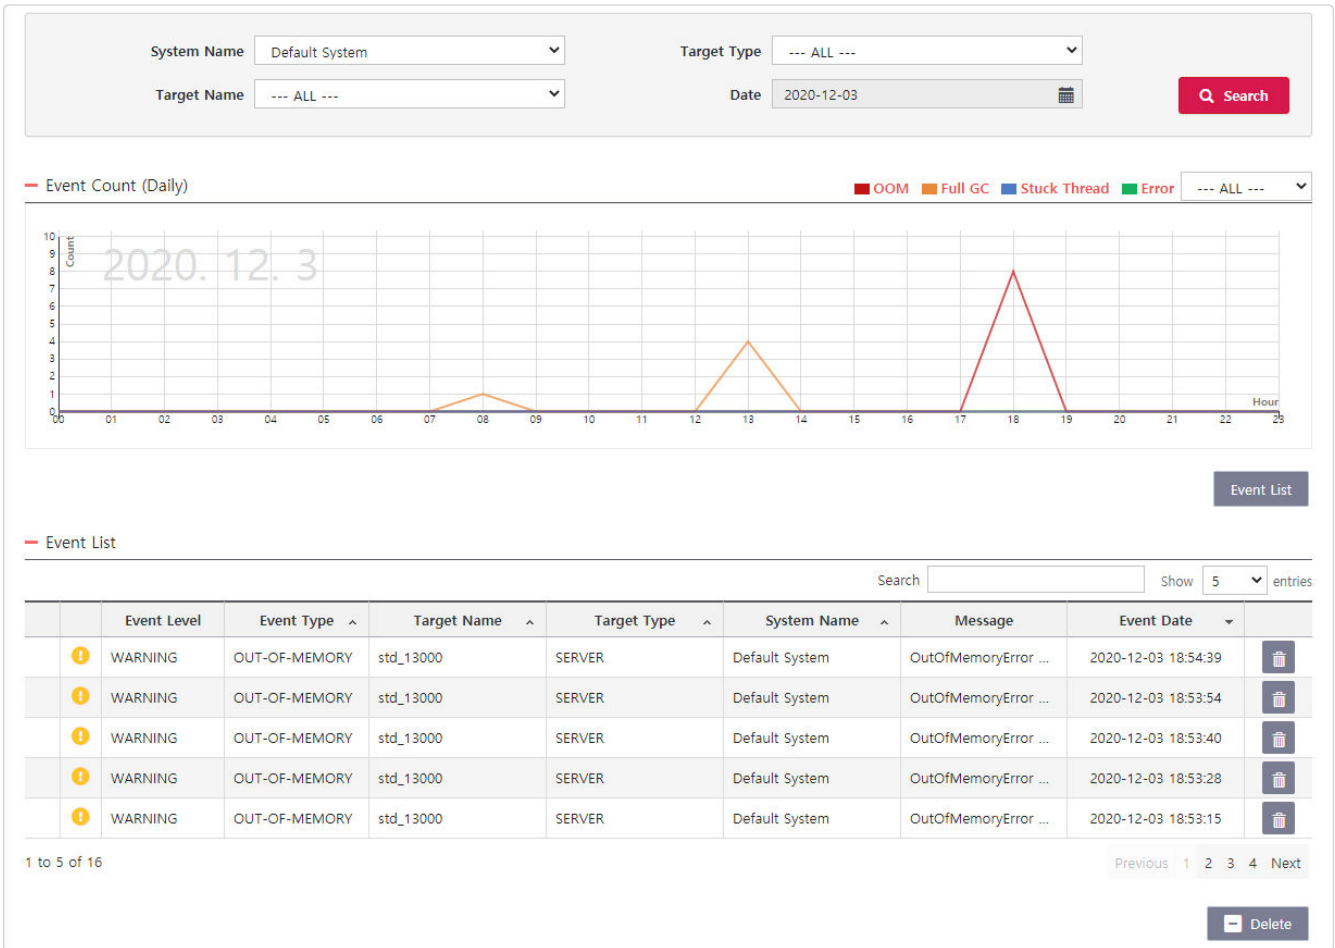 System Name Default System Target Type --- ALL ---
Target Name --- ALL --- Date 2020-12-03 Search
Event Count (Daily) OOM Full GC Stuck Thread Error --- ALL ---
2020. 12. 3
Count
10
9
8
7
6
5
4
3
2
1
0
Hour
00 01 02 03 04 05 06 07 08 09 10 11 12 13 14 15 16 17 18 19 20 21 22 23
Event List
Event List
Search Show 5 entries
Event Level Event Type Target Name Target Type System Name Message Event Date
WARNING OUT-OF-MEMORY std_13000 SERVER Default System OutOfMemoryError ... 2020-12-03 18:54:39
WARNING OUT-OF-MEMORY std_13000 SERVER Default System OutOfMemoryError ... 2020-12-03 18:53:54
WARNING OUT-OF-MEMORY std_13000 SERVER Default System OutOfMemoryError ... 2020-12-03 18:53:40
WARNING OUT-OF-MEMORY std_13000 SERVER Default System OutOfMemoryError ... 2020-12-03 18:53:28
WARNING OUT-OF-MEMORY std_13000 SERVER Default System OutOfMemoryError ... 2020-12-03 18:53:15
1 to 5 of 16 Previous 1 2 3 4 Next
Delete